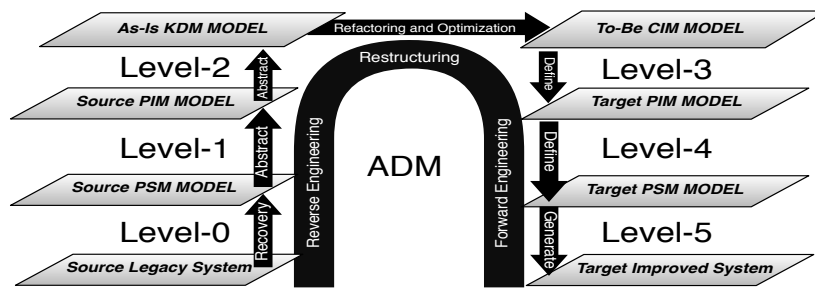 As-Is KDM MODEL
Refactoring and Optimization
To-Be CIM MODEL
Level-2
Abstract
Restructuring
Define
Level-3
Source PIM MODEL
Target PIM MODEL
Level-1
Abstract
Reverse Engineering
ADM
Forward Engineering
Define
Level-4
Source PSM MODEL
Target PSM MODEL
Level-0
Recovery
Generate
Level-5
Source Legacy System
Target Improved System